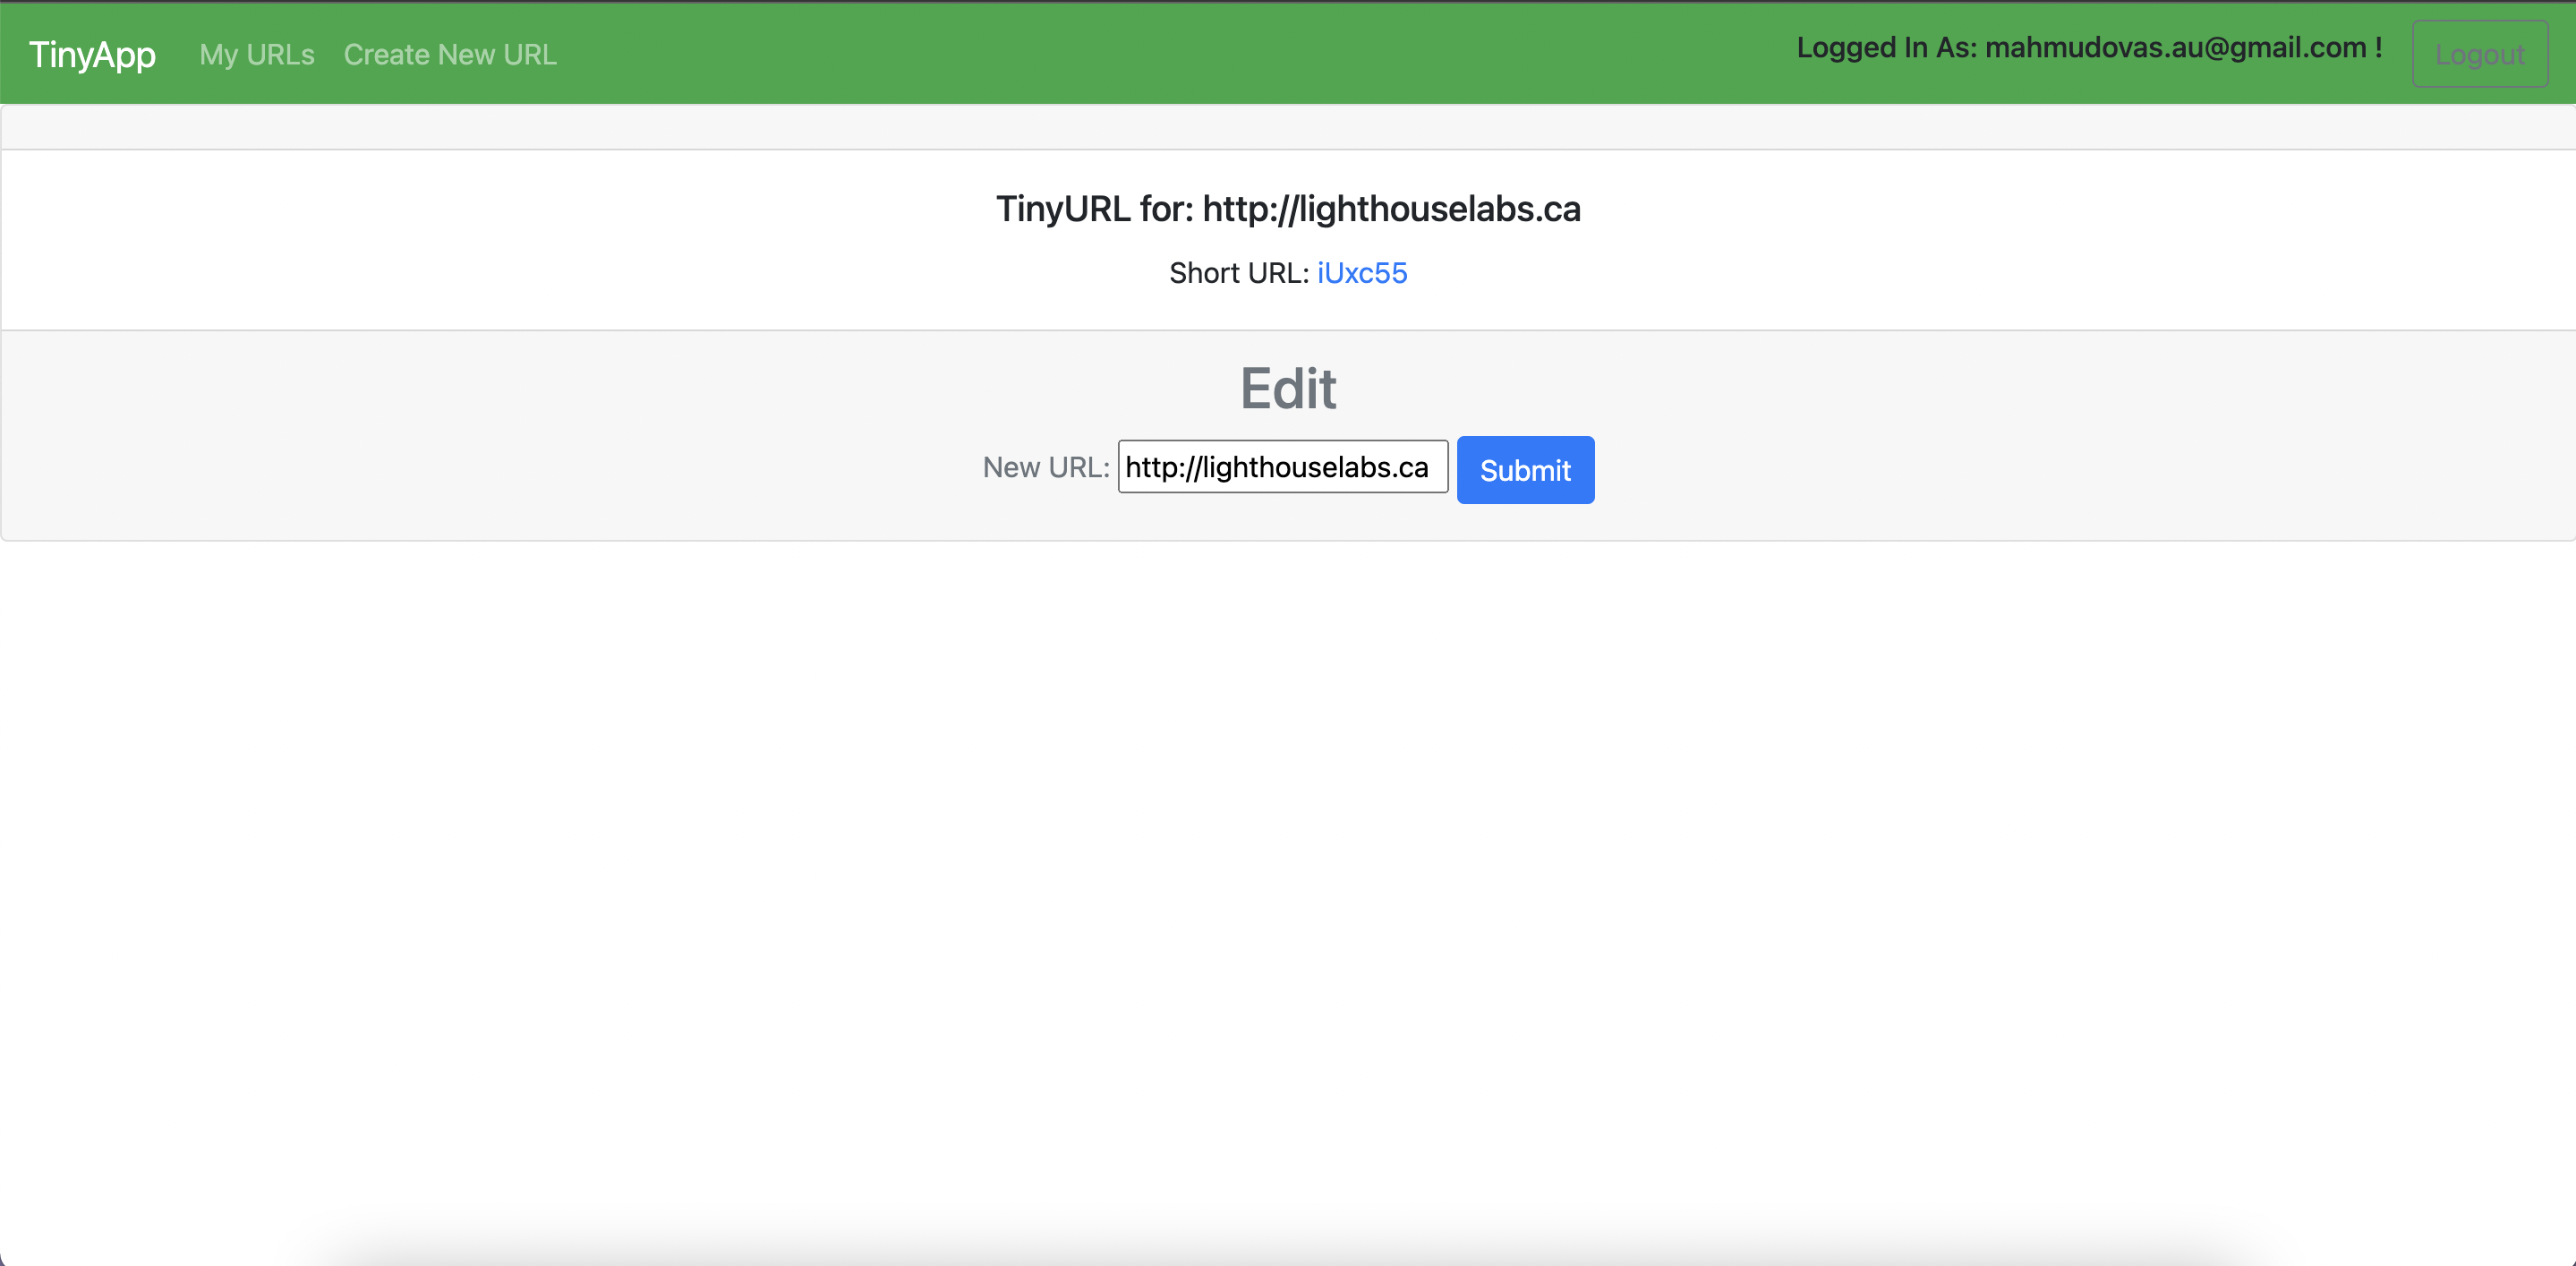 TinyApp My URLs Create New URL Logged In As: mahmudovas.au@gmail.com ! Logout
TinyURL for: http://lighthouselabs.ca
Short URL: iUxc55
Edit
New URL: http://lighthouselabs.ca Submit